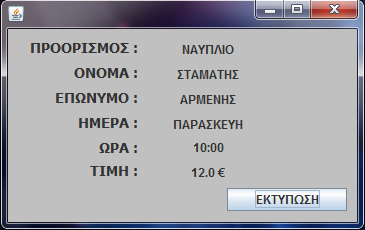 ΠΡΟΟΡΙΣΜΟΣ : ΝΑΥΠΛΙΟ
ΟΝΟΜΑ : ΣΤΑΜΑΤΗΣ
ΕΠΩΝΥΜΟ : ΑΡΜΕΝΗΣ
ΗΜΕΡΑ : ΠΑΡΑΣΚΕΥΗ
ΩΡΑ : 10:00
ΤΙΜΗ : 12.0 €
ΕΚΤΥΠΩΣΗ